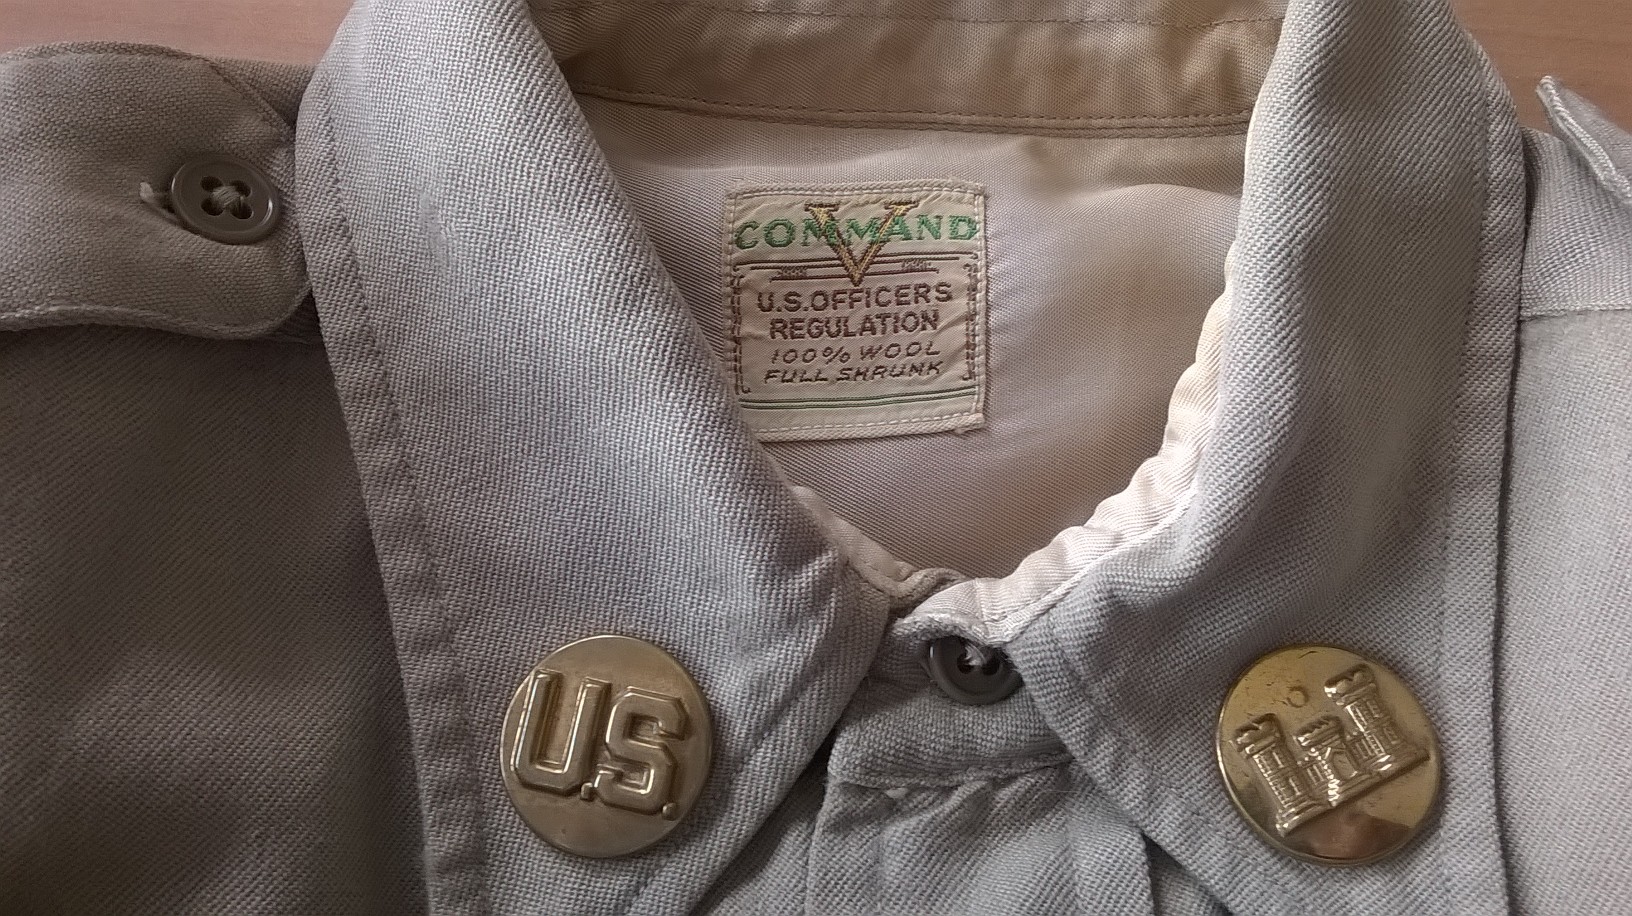 COMMAND
V
U.S. OFFICERS
REGULATION
100% WOOL
FULL SHRUNK
U.S.